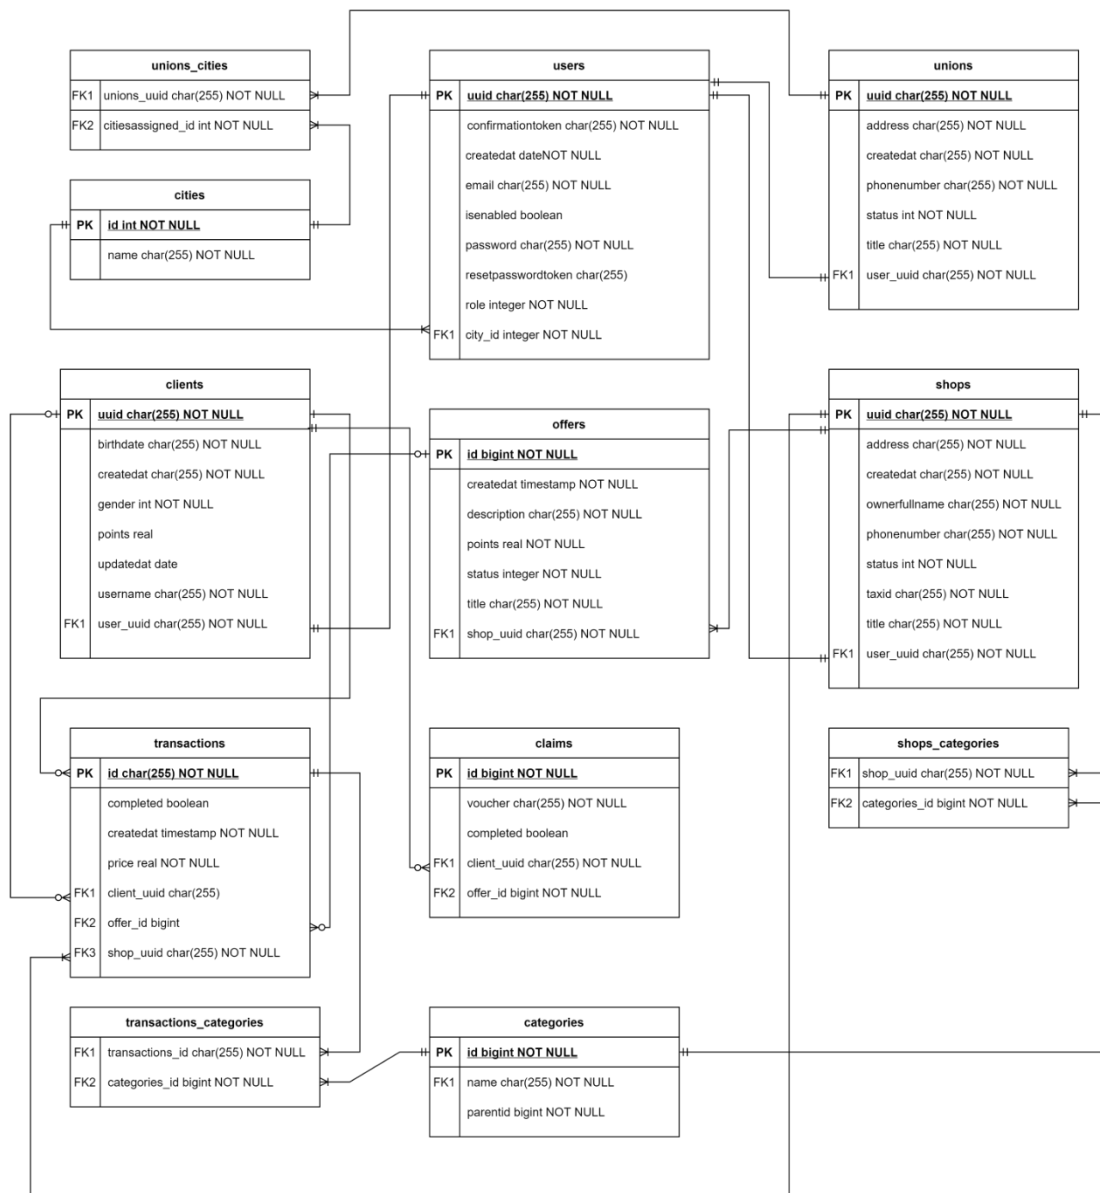 unions_cities
FK1 unions_uuid char(255) NOT NULL
FK2 citiesassigned_id int NOT NULL
users
PK uuid char(255) NOT NULL
confirmationtoken char(255) NOT NULL
createdat dateNOT NULL
email char(255) NOT NULL
isenabled boolean
password char(255) NOT NULL
resetpasswordtoken char(255)
role integer NOT NULL
FK1 city_id integer NOT NULL
unions
PK uuid char(255) NOT NULL
address char(255) NOT NULL
createdat char(255) NOT NULL
phonenumber char(255) NOT NULL
status int NOT NULL
title char(255) NOT NULL
FK1 user_uuid char(255) NOT NULL
cities
PK id int NOT NULL
name char(255) NOT NULL
clients
PK uuid char(255) NOT NULL
birthdate char(255) NOT NULL
createdat char(255) NOT NULL
gender int NOT NULL
points real
updatedat date
username char(255) NOT NULL
FK1 user_uuid char(255) NOT NULL
offers
PK id bigint NOT NULL
createdat timestamp NOT NULL
description char(255) NOT NULL
points real NOT NULL
status integer NOT NULL
title char(255) NOT NULL
FK1 shop_uuid char(255) NOT NULL
shops
PK uuid char(255) NOT NULL
address char(255) NOT NULL
createdat char(255) NOT NULL
ownerfullname char(255) NOT NULL
phonenumber char(255) NOT NULL
status int NOT NULL
taxid char(255) NOT NULL
title char(255) NOT NULL
FK1 user_uuid char(255) NOT NULL
transactions
PK id char(255) NOT NULL
completed boolean
createdat timestamp NOT NULL
price real NOT NULL
FK1 client_uuid char(255)
FK2 offer_id bigint
FK3 shop_uuid char(255) NOT NULL
claims
PK id bigint NOT NULL
voucher char(255) NOT NULL
completed boolean
FK1 client_uuid char(255) NOT NULL
FK2 offer_id bigint NOT NULL
shops_categories
FK1 shop_uuid char(255) NOT NULL
FK2 categories_id bigint NOT NULL
transactions_categories
FK1 transactions_id char(255) NOT NULL
FK2 categories_id bigint NOT NULL
categories
PK id bigint NOT NULL
FK1 name char(255) NOT NULL
parentid bigint NOT NULL